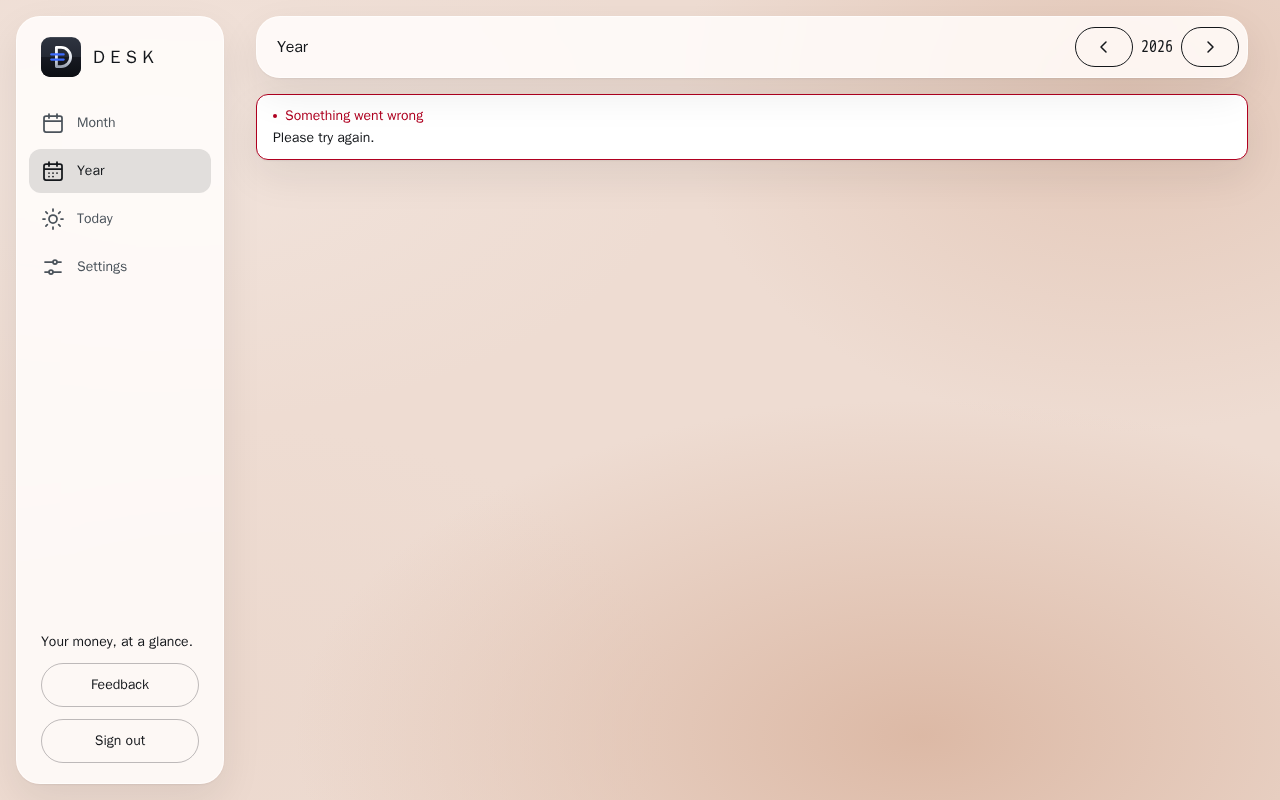 DESK
Month
Year
Today
Settings
Your money, at a glance.
Feedback
Sign out
Year
2026
Something went wrong
Please try again.